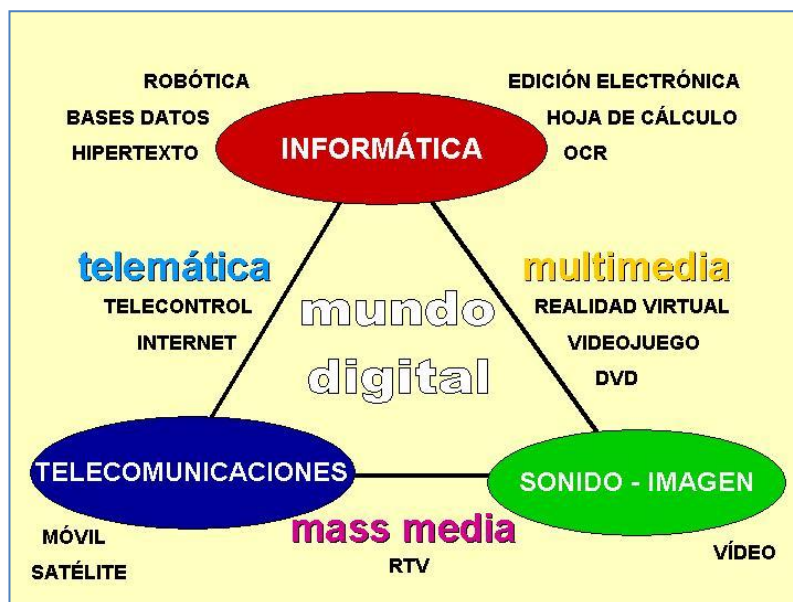 ROBÓTICA
EDICIÓN ELECTRÓNICA
BASES DATOS
HOJA DE CÁLCULO
HIPERTEXTO
INFORMÁTICA
OCR
telemática
multimedia
TELECONTROL
mundo
REALIDAD VIRTUAL
INTERNET
VIDEOJUEGO
digital
DVD
TELECOMUNICACIONES
SONIDO - IMAGEN
mass media
MÓVIL
RTV
VÍDEO
SATÉLITE